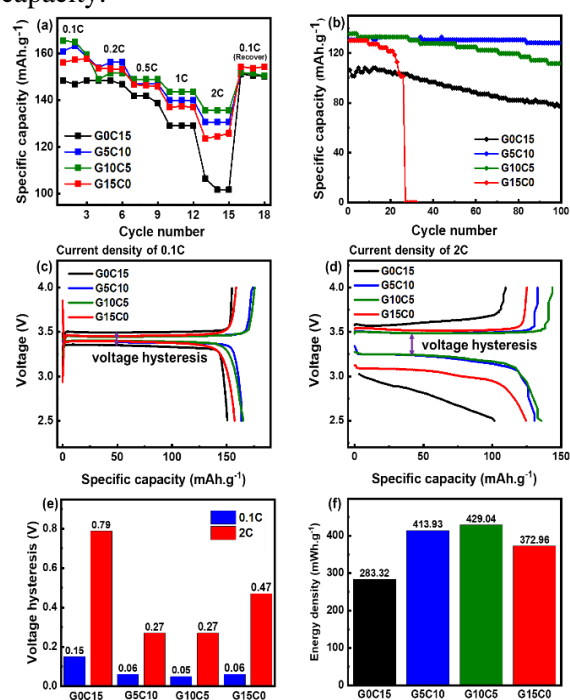 capacity.
(a)
0.1C
0.2C
0.5C
1C
2C
0.1C
(Recover)
G0C15
G5C10
G10C5
G15C0
Specific capacity (mAh.g⁻¹)
160
140
120
100
3 6 9 12 15 18
Cycle number
(b)
G0C15
G5C10
G10C5
G15C0
Specific capacity (mAh.g⁻¹)
120
80
40
0
0 20 40 60 80 100
Cycle number
Current density of 0.1C
(c)
G0C15
G5C10
G10C5
G15C0
voltage hysteresis
Voltage (V)
4.0
3.5
3.0
2.5
0 50 100 150
Specific capacity (mAh.g⁻¹)
Current density of 2C
(d)
G0C15
G5C10
G10C5
G15C0
voltage hysteresis
Voltage (V)
4.0
3.5
3.0
2.5
0 50 100 150
Specific capacity (mAh.g⁻¹)
(e)
0.1C
2C
Voltage hysteresis (V)
0.9
0.6
0.3
0.0
0.15
0.79
0.06
0.27
0.05
0.27
0.06
0.47
G0C15 G5C10 G10C5 G15C0
(f)
Energy density (mWh.g⁻¹)
400
300
200
100
0
283.32
413.93
429.04
372.96
G0C15 G5C10 G10C5 G15C0